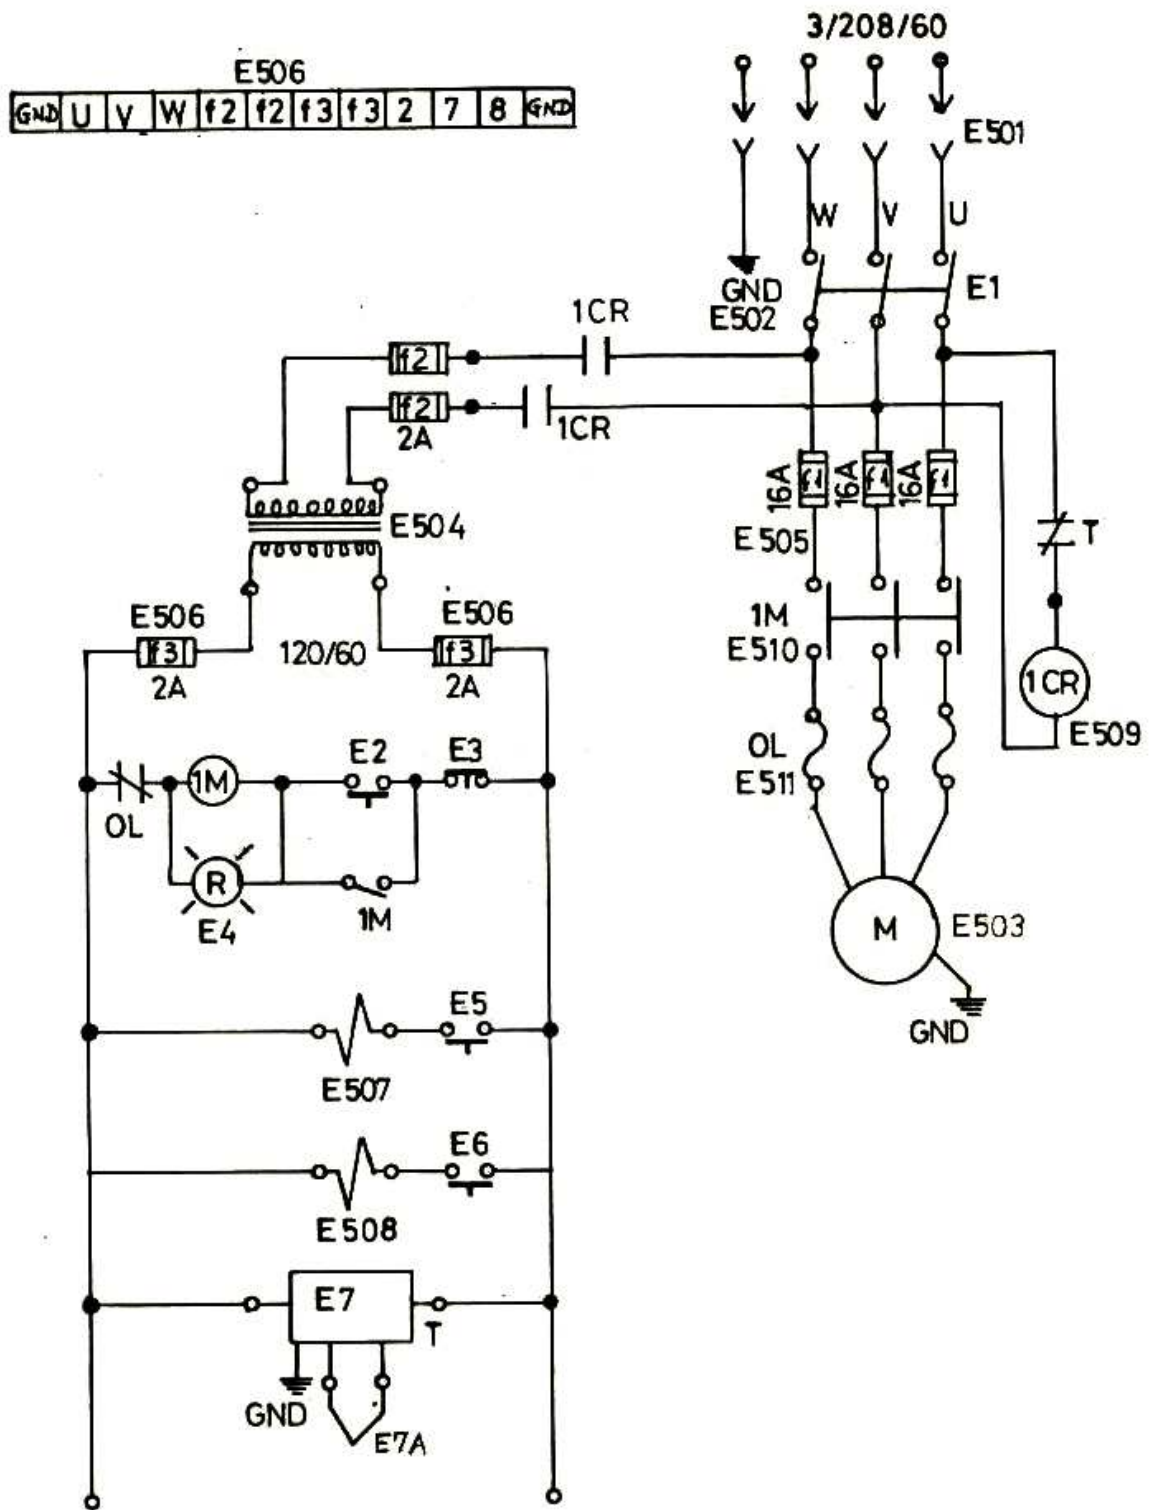 3/208/60
E506
GND U V W f2 f2 f3 f3 2 7 8 GND
E501
W V U
GND
E502
E1
1CR
f2
f2
2A
1CR
16A 16A 16A
f1 f1 f1
E504
E505
T
E506
f3
2A
120/60
E506
f3
2A
1M
E510
1CR
E509
OL
E511
E2
E3
1M
OL
R
E4
1M
M
E503
GND
E5
E507
E6
E508
E7
T
GND
E7A